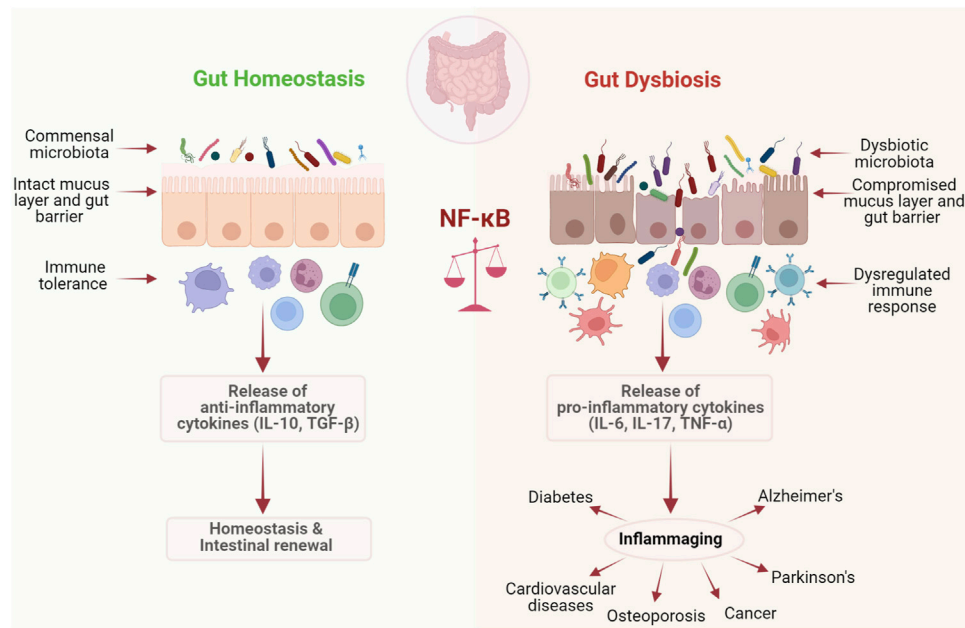 Gut Homeostasis
Commensal
microbiota
Intact mucus
layer and gut
barrier
Immune
tolerance
Release of
anti-inflammatory
cytokines (IL-10, TGF-β)
Homeostasis &
Intestinal renewal
NF-κB
Gut Dysbiosis
Dysbiotic
microbiota
Compromised
mucus layer and
gut barrier
Dysregulated
immune
response
Release of
pro-inflammatory cytokines
(IL-6, IL-17, TNF-α)
Inflammaging
Diabetes
Alzheimer's
Cardiovascular
diseases
Osteoporosis
Cancer
Parkinson's